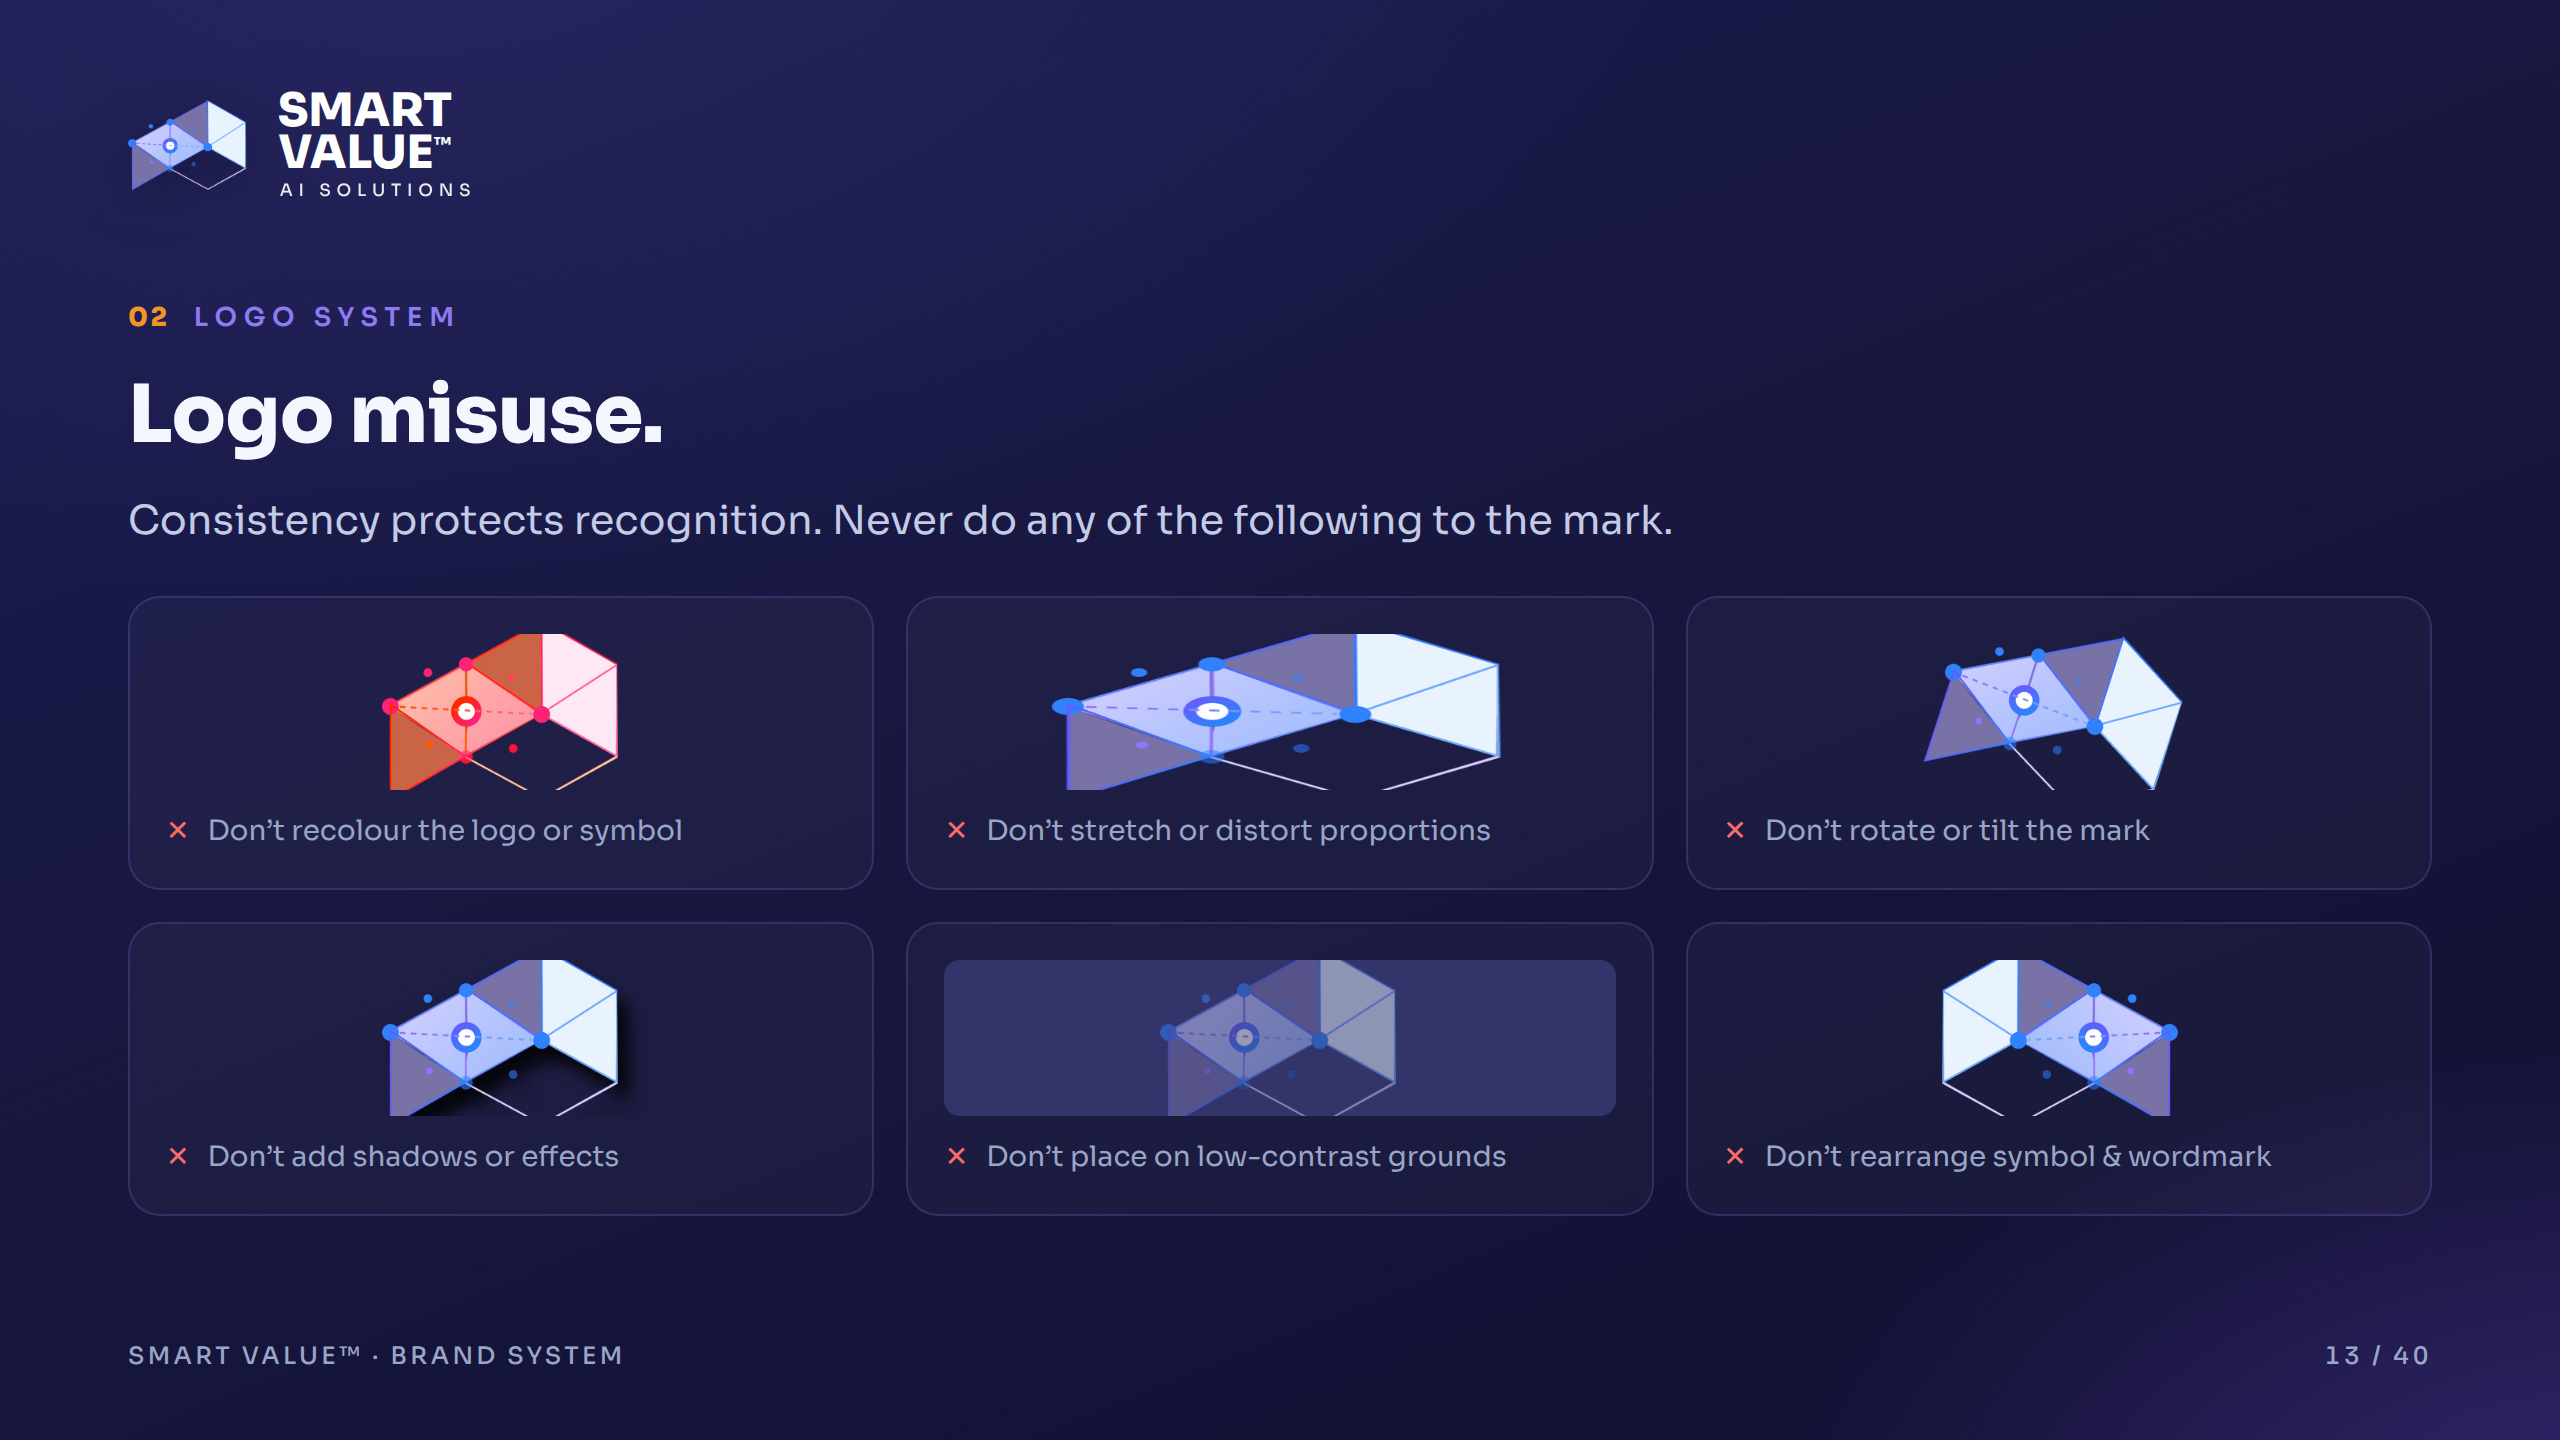 SMART
VALUE™
AI SOLUTIONS
02 LOGO SYSTEM
Logo misuse.
Consistency protects recognition. Never do any of the following to the mark.
✕ Don’t recolour the logo or symbol
✕ Don’t stretch or distort proportions
✕ Don’t rotate or tilt the mark
✕ Don’t add shadows or effects
✕ Don’t place on low-contrast grounds
✕ Don’t rearrange symbol & wordmark
SMART VALUE™ · BRAND SYSTEM
13 / 40